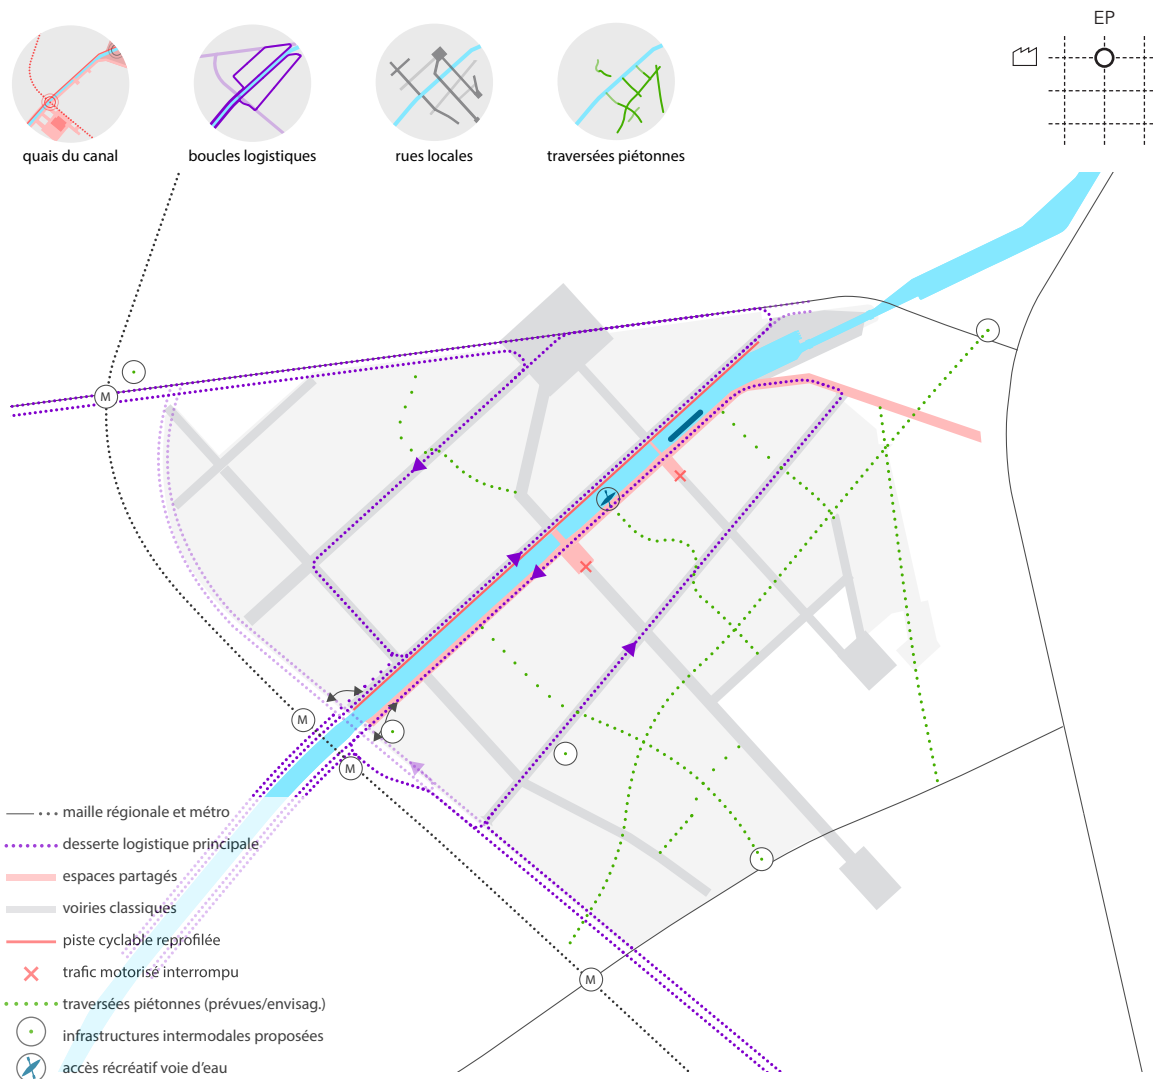 EP
quais du canal
boucles logistiques
rues locales
traversées piétonnes
M
M
M
M
maille régionale et métro
desserte logistique principale
espaces partagés
voiries classiques
piste cyclable reprofilée
trafic motorisé interrompu
traversées piétonnes (prévues/envisag.)
infrastructures intermodales proposées
accès récréatif voie d'eau